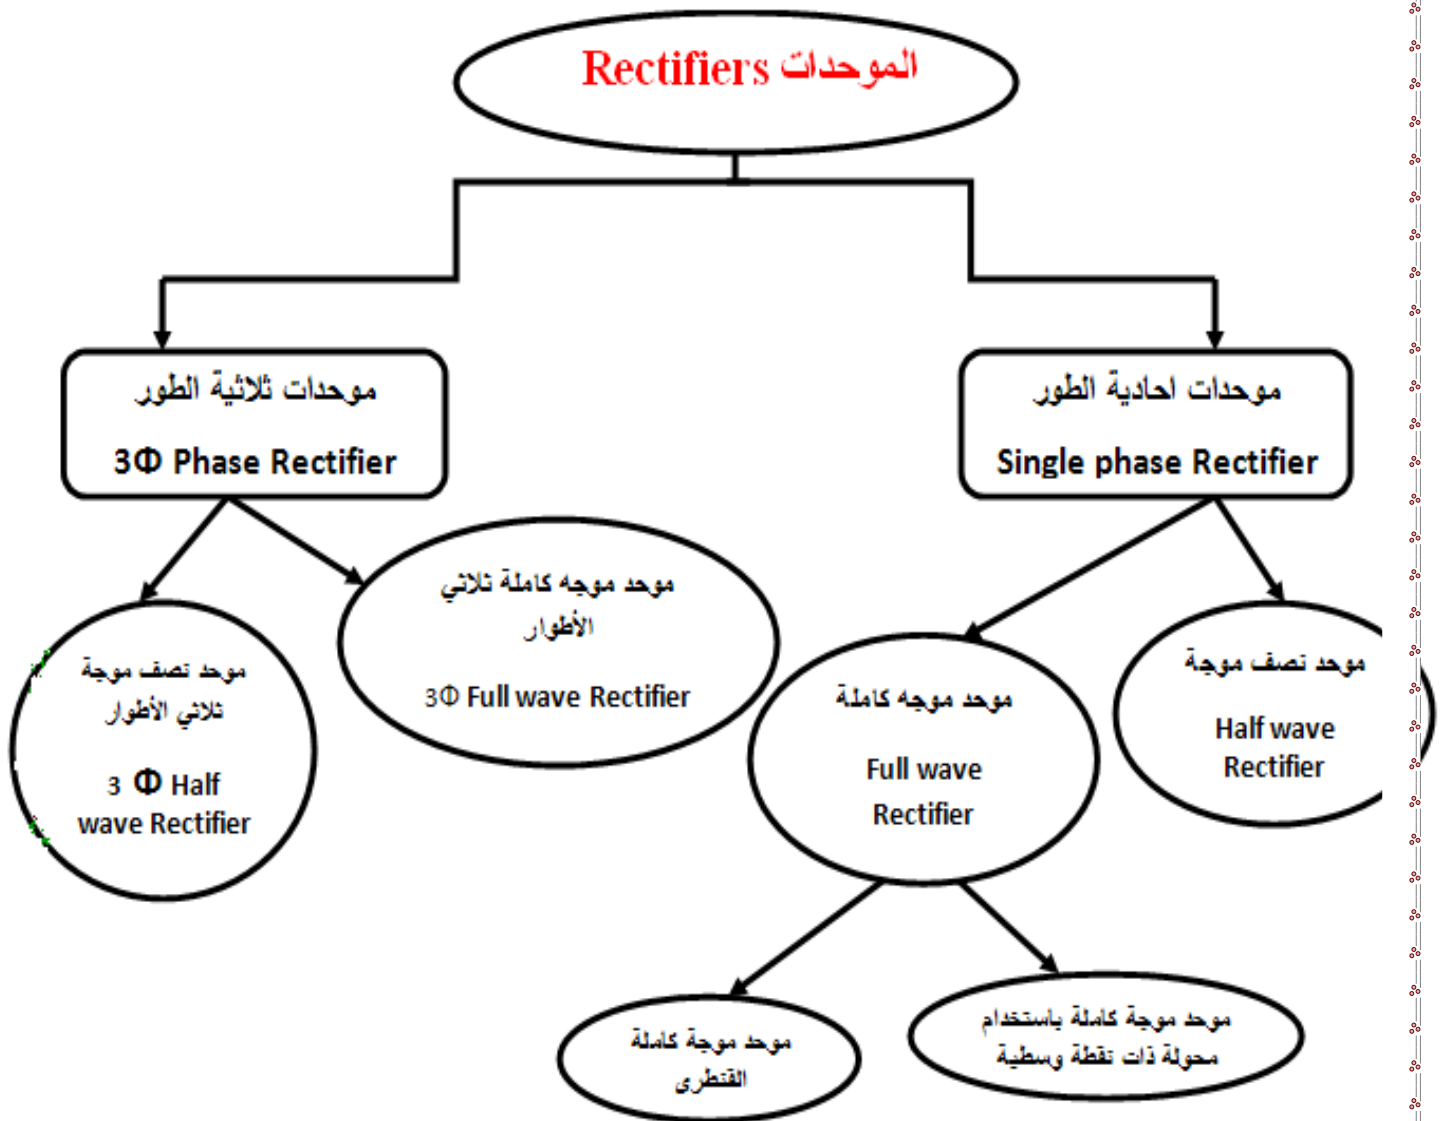 الموحدات Rectifiers
موحدات احادية الطور
Single phase Rectifier
موحدات ثلاثية الطور
3Φ Phase Rectifier
موحد نصف موجة
Half wave
Rectifier
موحد موجه كاملة
Full wave
Rectifier
موحد موجه كاملة ثلاثي
الأطوار
3Φ Full wave Rectifier
موحد نصف موجة
ثلاثي الأطوار
3 Φ Half
wave Rectifier
موحد موجة كاملة باستخدام
محولة ذات نقطة وسطية
موحد موجة كاملة
القنطرى